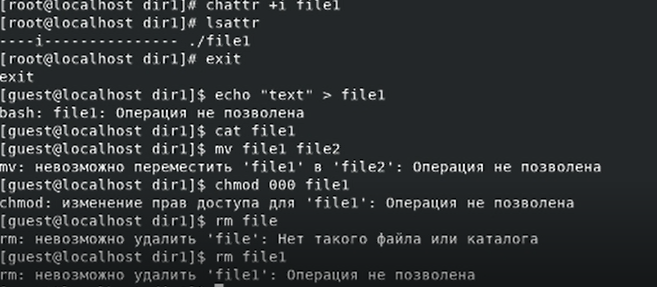 [root@localhost dir1]# chattr +i file1
[root@localhost dir1]# lsattr
----i--------------- ./file1
[root@localhost dir1]# exit
exit
[guest@localhost dir1]$ echo "text" > file1
bash: file1: Операция не позволена
[guest@localhost dir1]$ cat file1
[guest@localhost dir1]$ mv file1 file2
mv: невозможно переместить 'file1' в 'file2': Операция не позволена
[guest@localhost dir1]$ chmod 000 file1
chmod: изменение прав доступа для 'file1': Операция не позволена
[guest@localhost dir1]$ rm file
rm: невозможно удалить 'file': Нет такого файла или каталога
[guest@localhost dir1]$ rm file1
rm: невозможно удалить 'file1': Операция не позволена